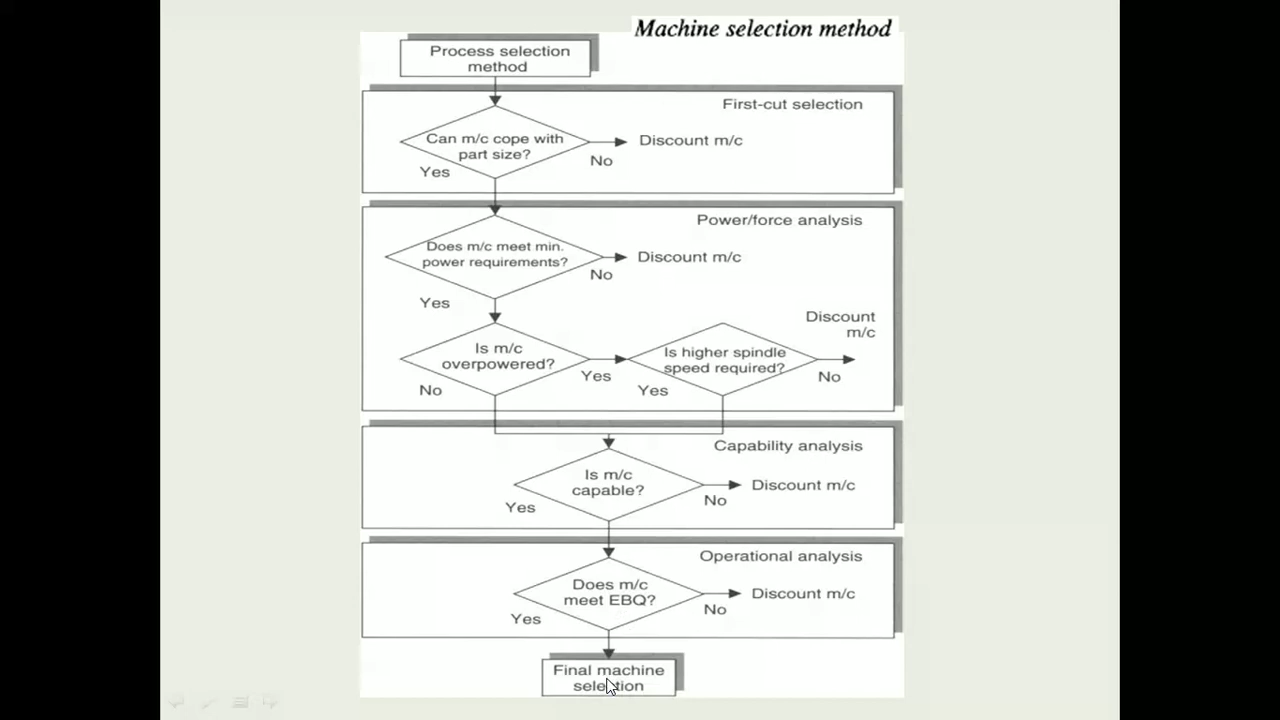 Machine selection method
Process selection
method
First-cut selection
Can m/c cope with
part size?
Discount m/c
No
Yes
Power/force analysis
Does m/c meet min.
power requirements?
Discount m/c
No
Yes
Discount
m/c
Is m/c
overpowered?
Yes
No
Is higher spindle
speed required?
No
Yes
Capability analysis
Is m/c
capable?
Discount m/c
No
Yes
Operational analysis
Does m/c
meet EBQ?
Discount m/c
No
Yes
Final machine
selection